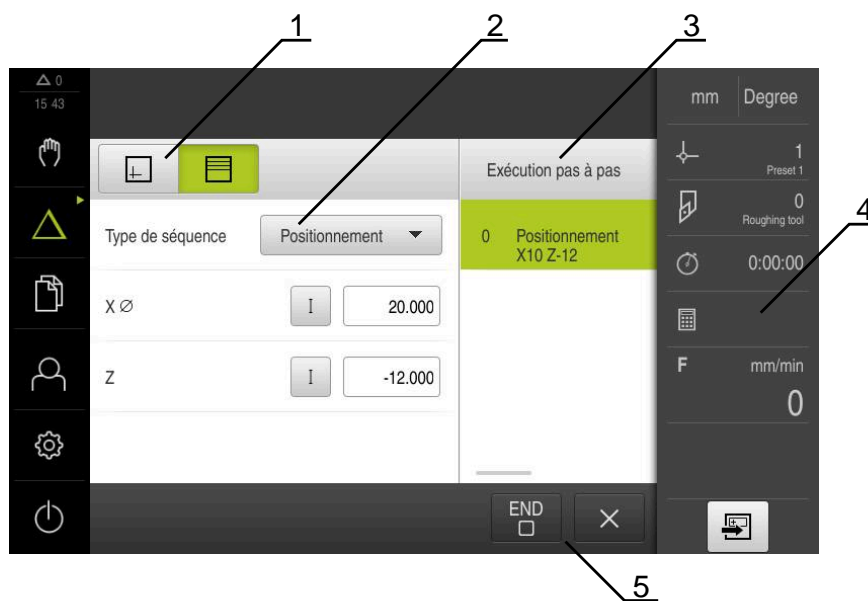 1
2
3
0
15 43
mm Degree
1
Preset 1
Exécution pas à pas
0
Roughing tool
4
Type de séquence
Positionnement
0 Positionnement
X10 Z-12
0:00:00
X Ø
I
20.000
Z
I
-12.000
F mm/min
0
END
5